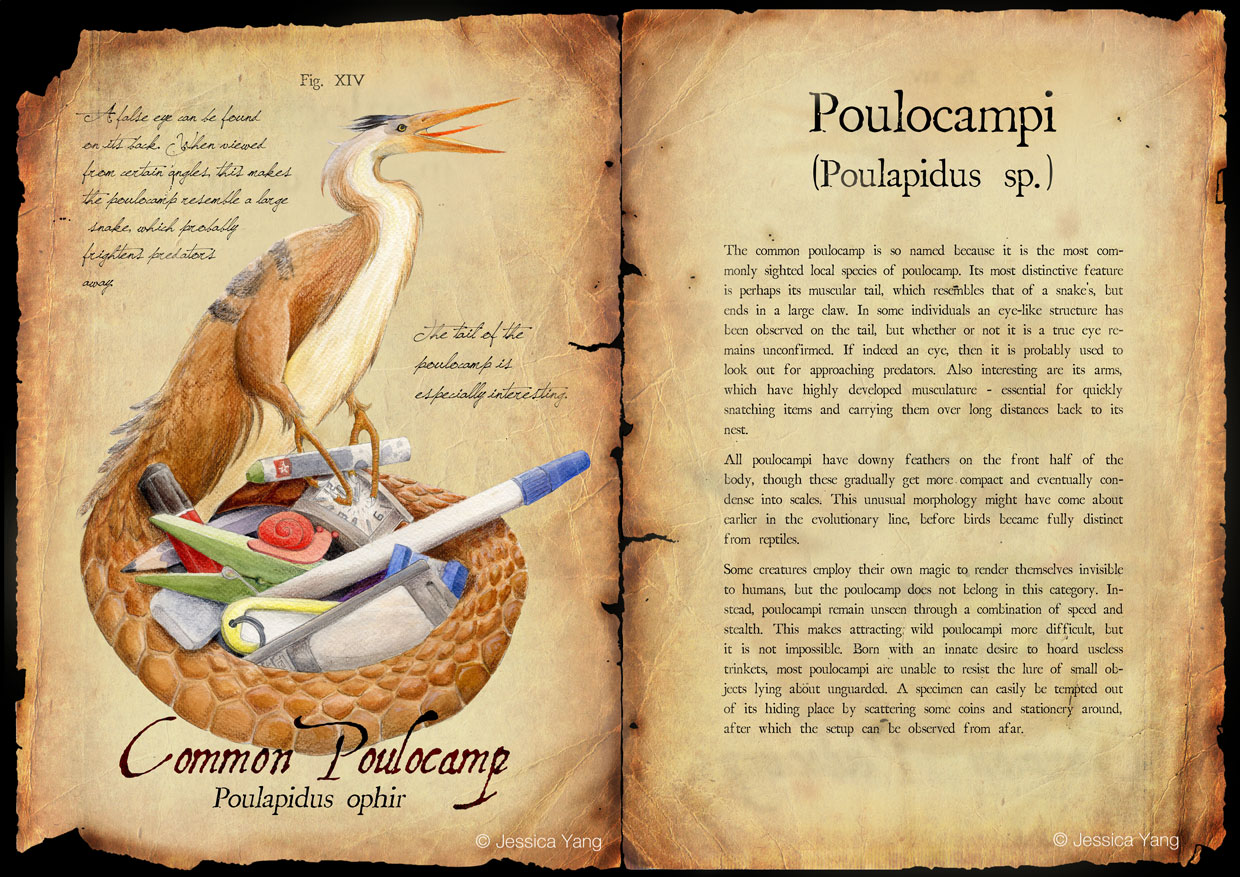 Fig. XIV
A false eye can be found
on its back. When viewed
from certain angles, this makes
the poulocamp resemble a large
snake, which probably
frightens predators
away.
The tail of the
poulocamp is
especially interesting.
Common Poulocamp
Poulapidus ophir
© Jessica Yang
Poulocampi
(Poulapidus sp.)
The common poulocamp is so named because it is the most com-
monly sighted local species of poulocamp. Its most distinctive feature
is perhaps its muscular tail, which resembles that of a snake's, but
ends in a large claw. In some individuals an eye-like structure has
been observed on the tail, but whether or not it is a true eye re-
mains unconfirmed. If indeed an eye, then it is probably used to
look out for approaching predators. Also interesting are its arms,
which have highly developed musculature - essential for quickly
snatching items and carrying them over long distances back to its
nest.
All poulocampi have downy feathers on the front half of the
body, though these gradually get more compact and eventually con-
dense into scales. This unusual morphology might have come about
earlier in the evolutionary line, before birds became fully distinct
from reptiles.
Some creatures employ their own magic to render themselves invisible
to humans, but the poulocamp does not belong in this category. In-
stead, poulocampi remain unseen through a combination of speed and
stealth. This makes attracting wild poulocampi more difficult, but
it is not impossible. Born with an innate desire to hoard useless
trinkets, most poulocampi are unable to resist the lure of small ob-
jects lying about unguarded. A specimen can easily be tempted out
of its hiding place by scattering some coins and stationery around,
after which the setup can be observed from afar.
© Jessica Yang